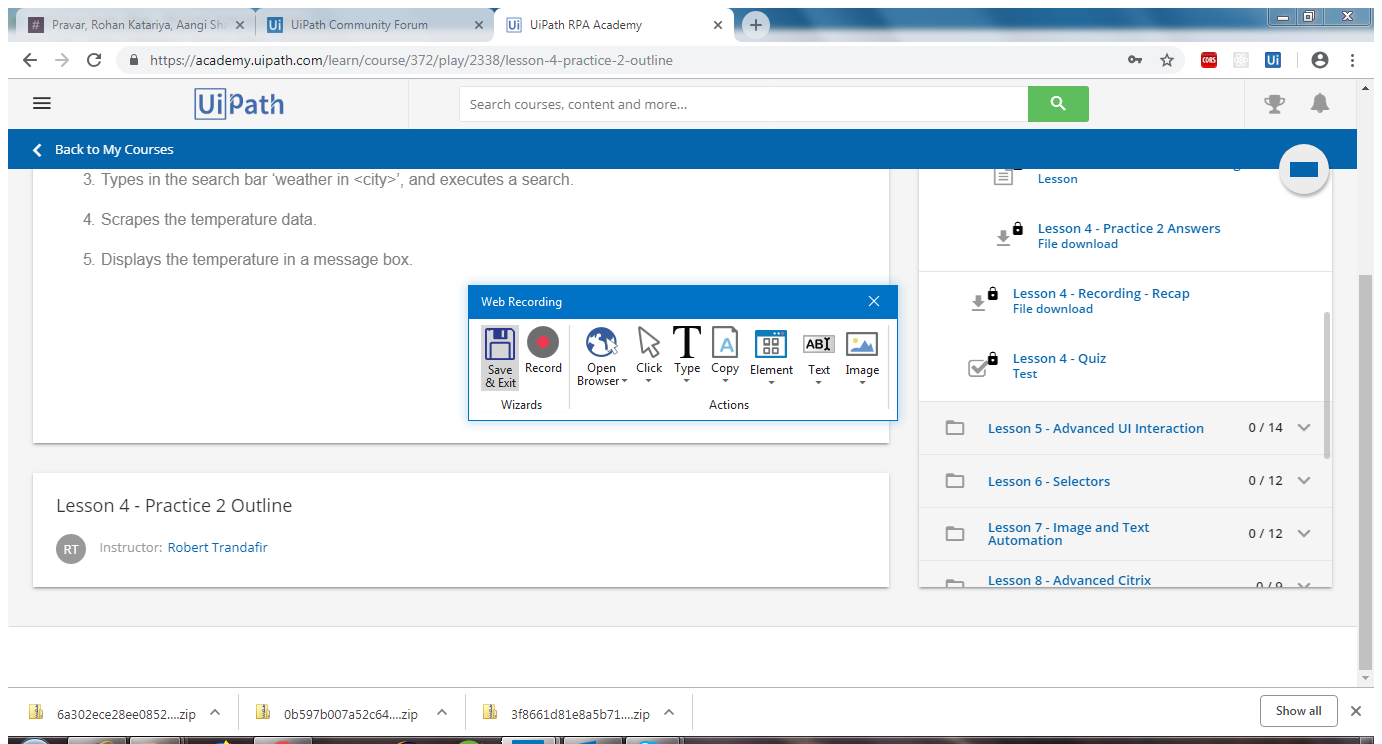 # Pravar, Rohan Katariya, Aangi Sh
Ui UiPath Community Forum
Ui UiPath RPA Academy
https://academy.uipath.com/learn/course/372/play/2338/lesson-4-practice-2-outline
CORS
Ui
UiPath
Search courses, content and more...
Back to My Courses
3. Types in the search bar ‘weather in <city>’, and executes a search.
4. Scrapes the temperature data.
5. Displays the temperature in a message box.
Lesson
Lesson 4 - Practice 2 Answers
File download
Lesson 4 - Recording - Recap
File download
Lesson 4 - Quiz
Test
Lesson 5 - Advanced UI Interaction 0 / 14
Lesson 6 - Selectors 0 / 12
Lesson 7 - Image and Text
Automation 0 / 12
Lesson 8 - Advanced Citrix 0 / 9
Web Recording
Save
& Exit
Record
Open
Browser
Click
Type
Copy
Element
Text
Image
Wizards
Actions
T
A
ABI
Lesson 4 - Practice 2 Outline
RT
Instructor: Robert Trandafir
6a302ece28ee0852....zip
0b597b007a52c64....zip
3f8661d81e8a5b71....zip
Show all